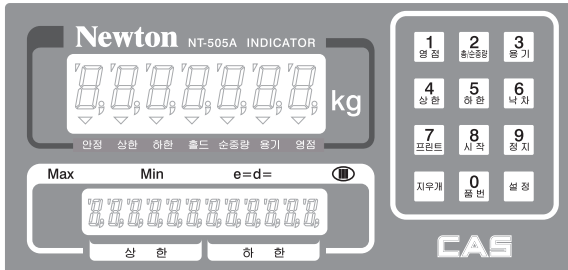 Newton NT-505A INDICATOR
kg
안정 상한 하한 홀드 순중량 용기 영점
Max Min e=d=
상 한 하 한
1 2 3
영점 총/순중량 용기
4 5 6
상한 하한 낙차
7 8 9
프린트 시작 정지
지우개 0 설정
품번
CAS